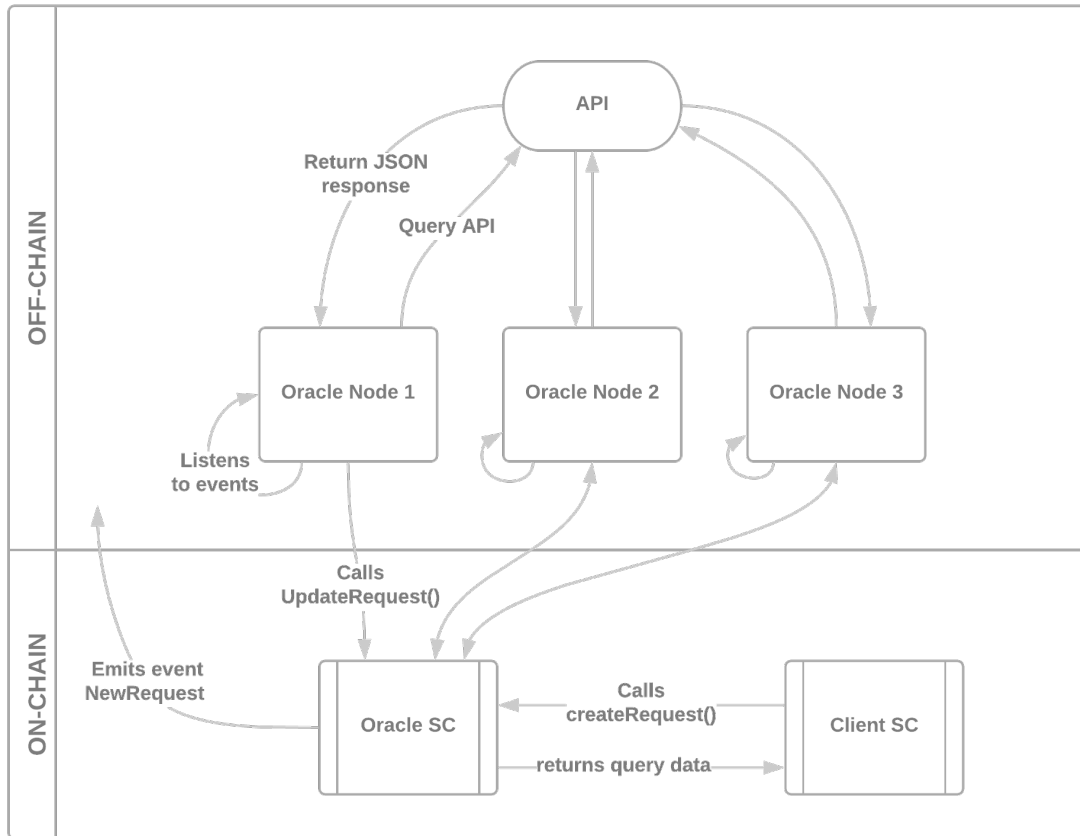 API
Return JSON
response
Query API
OFF-CHAIN
Oracle Node 1
Oracle Node 2
Oracle Node 3
Listens
to events
Calls
UpdateRequest()
ON-CHAIN
Emits event
NewRequest
Oracle SC
Calls
createRequest()
Client SC
returns query data